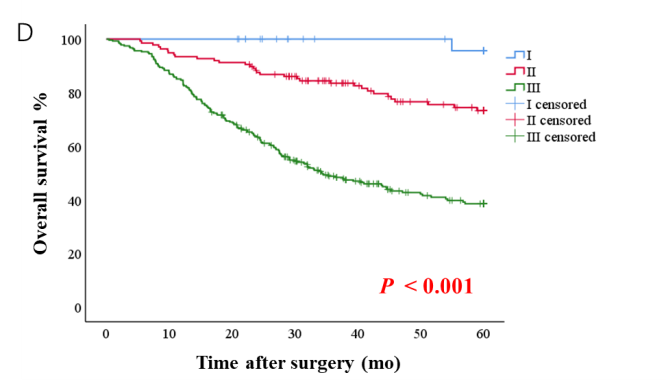 D
Overall survival %
100
80
60
40
20
0
0 10 20 30 40 50 60
Time after surgery (mo)
P < 0.001
I
II
III
I censored
II censored
III censored